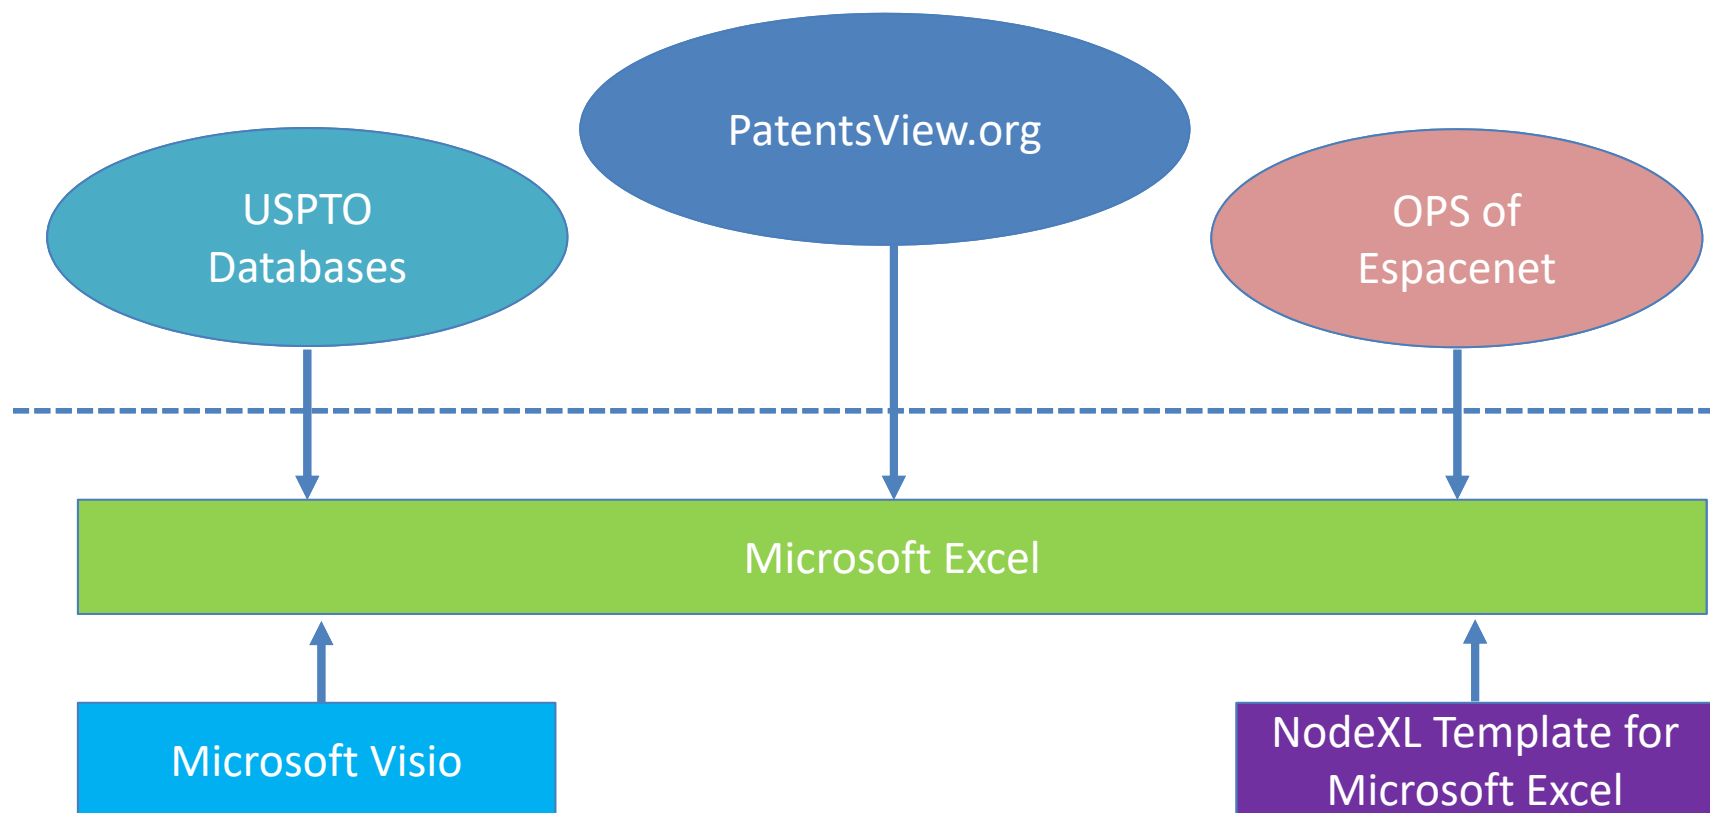 PatentsView.org
USPTO
Databases
OPS of
Espacenet
Microsoft Excel
Microsoft Visio
NodeXL Template for
Microsoft Excel